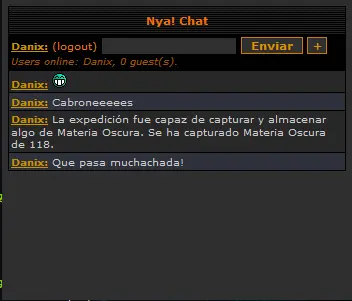 Nya! Chat
Danix: (logout) Enviar +
Users online: Danix, 0 guest(s).
Danix:
Danix: Cabroneeeees
Danix: La expedición fue capaz de capturar y almacenar
algo de Materia Oscura. Se ha capturado Materia Oscura
de 118.
Danix: Que pasa muchachada!